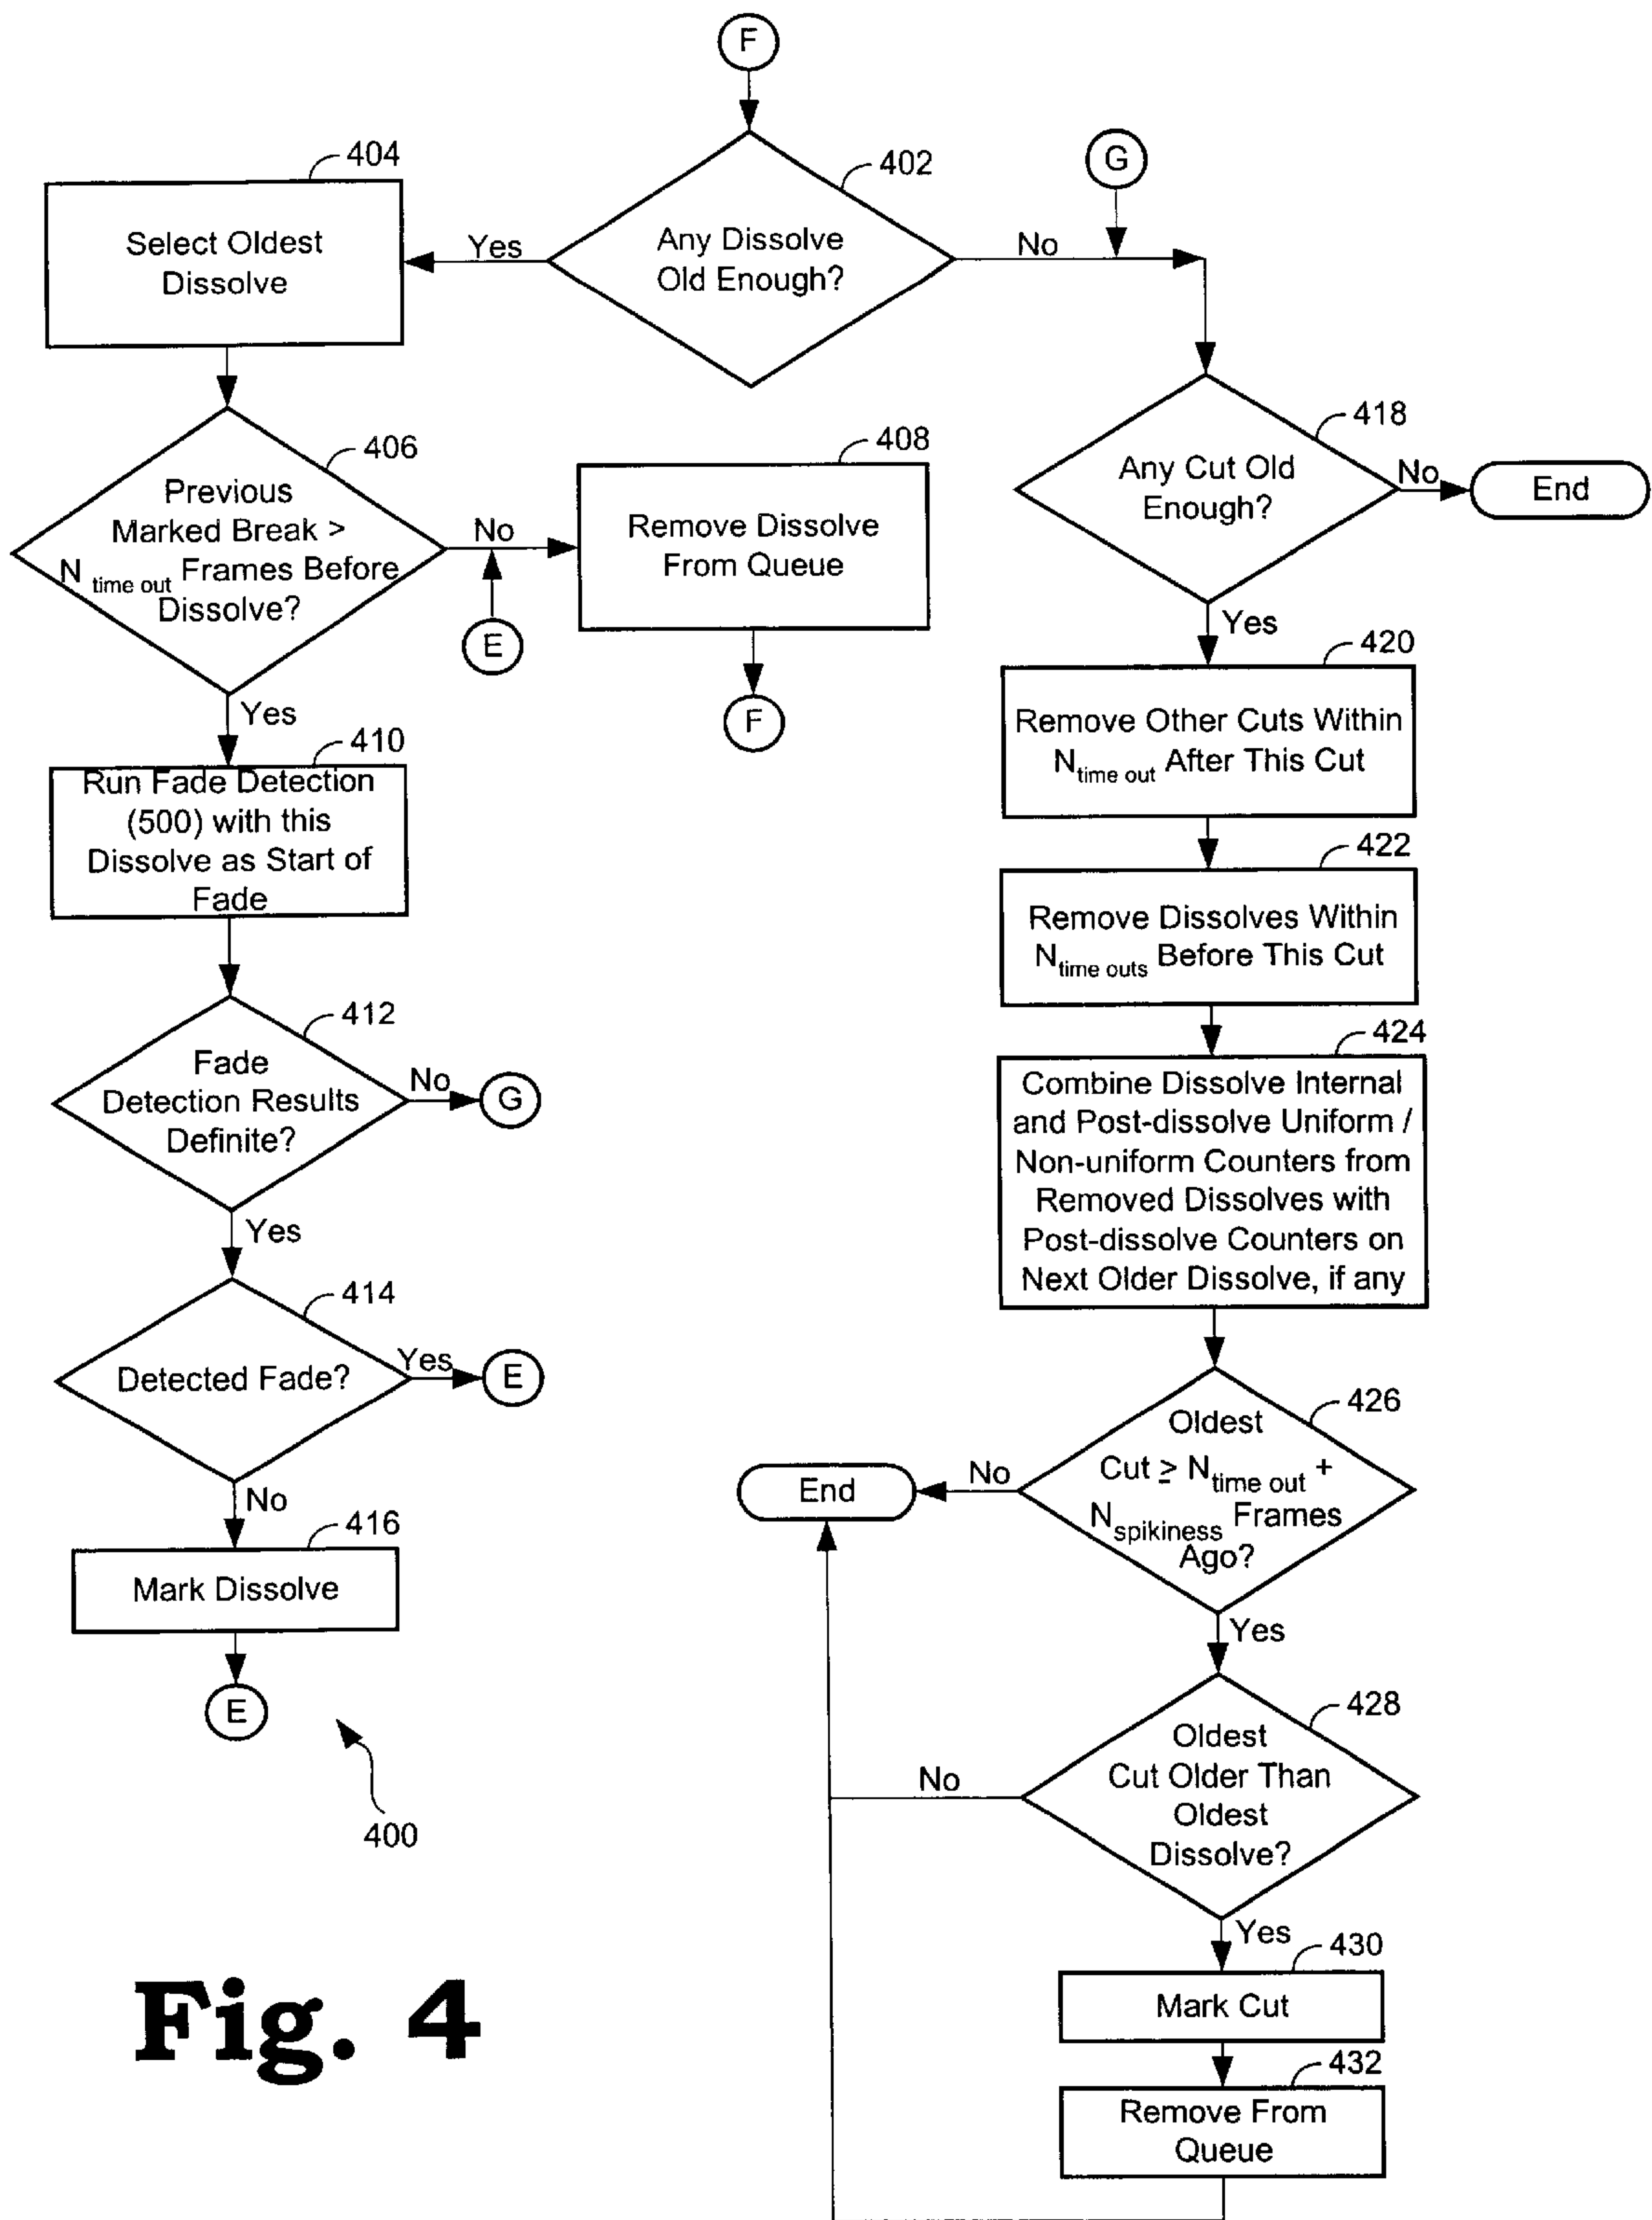 F
402
Any Dissolve
Old Enough?
Yes
No
G
404
Select Oldest
Dissolve
406
Previous
Marked Break >
N time out Frames Before
Dissolve?
No
E
Yes
408
Remove Dissolve
From Queue
F
410
Run Fade Detection
(500) with this
Dissolve as Start of
Fade
412
Fade
Detection Results
Definite?
No
G
Yes
414
Detected Fade?
Yes
E
No
416
Mark Dissolve
E
400
418
Any Cut Old
Enough?
No
End
Yes
420
Remove Other Cuts Within
Ntime out After This Cut
422
Remove Dissolves Within
Ntime outs Before This Cut
424
Combine Dissolve Internal
and Post-dissolve Uniform /
Non-uniform Counters from
Removed Dissolves with
Post-dissolve Counters on
Next Older Dissolve, if any
426
Oldest
Cut ≥ Ntime out +
Nspikiness Frames
Ago?
No
End
Yes
428
Oldest
Cut Older Than
Oldest
Dissolve?
No
Yes
430
Mark Cut
432
Remove From
Queue
Fig. 4